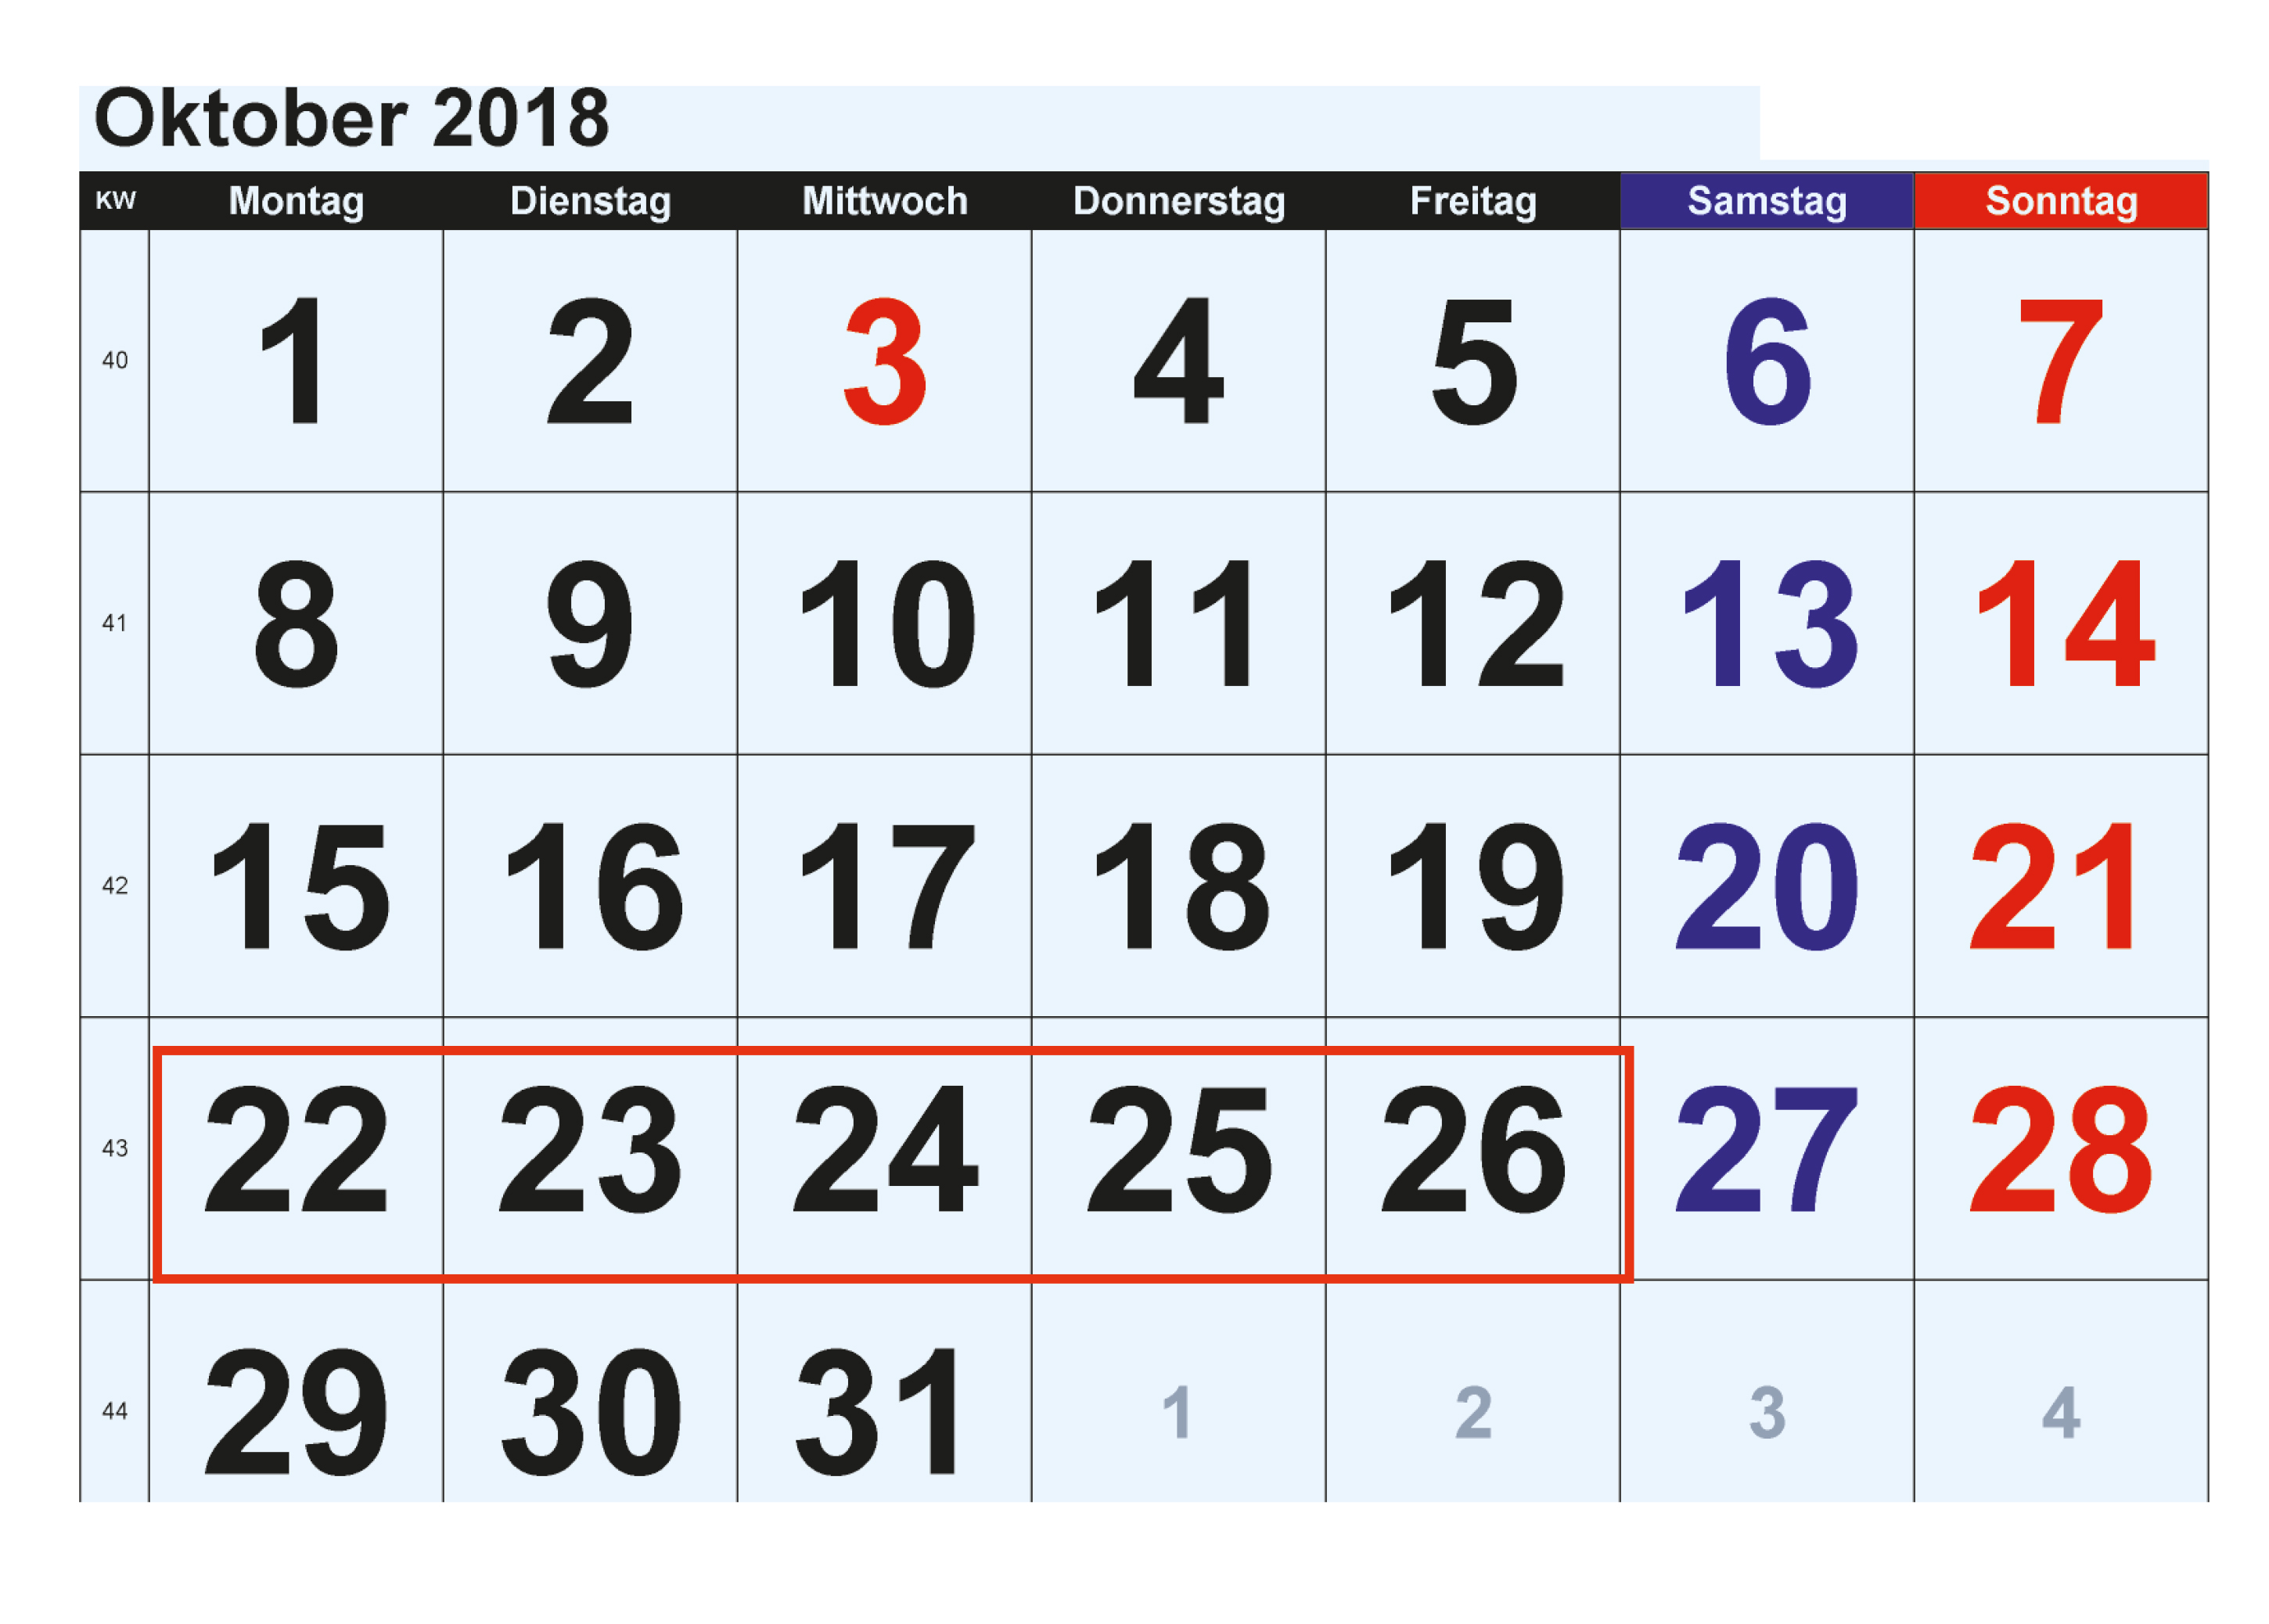 Oktober 2018
KW Montag Dienstag Mittwoch Donnerstag Freitag Samstag Sonntag
40 1 2 3 4 5 6 7
41 8 9 10 11 12 13 14
42 15 16 17 18 19 20 21
43 22 23 24 25 26 27 28
44 29 30 31 1 2 3 4